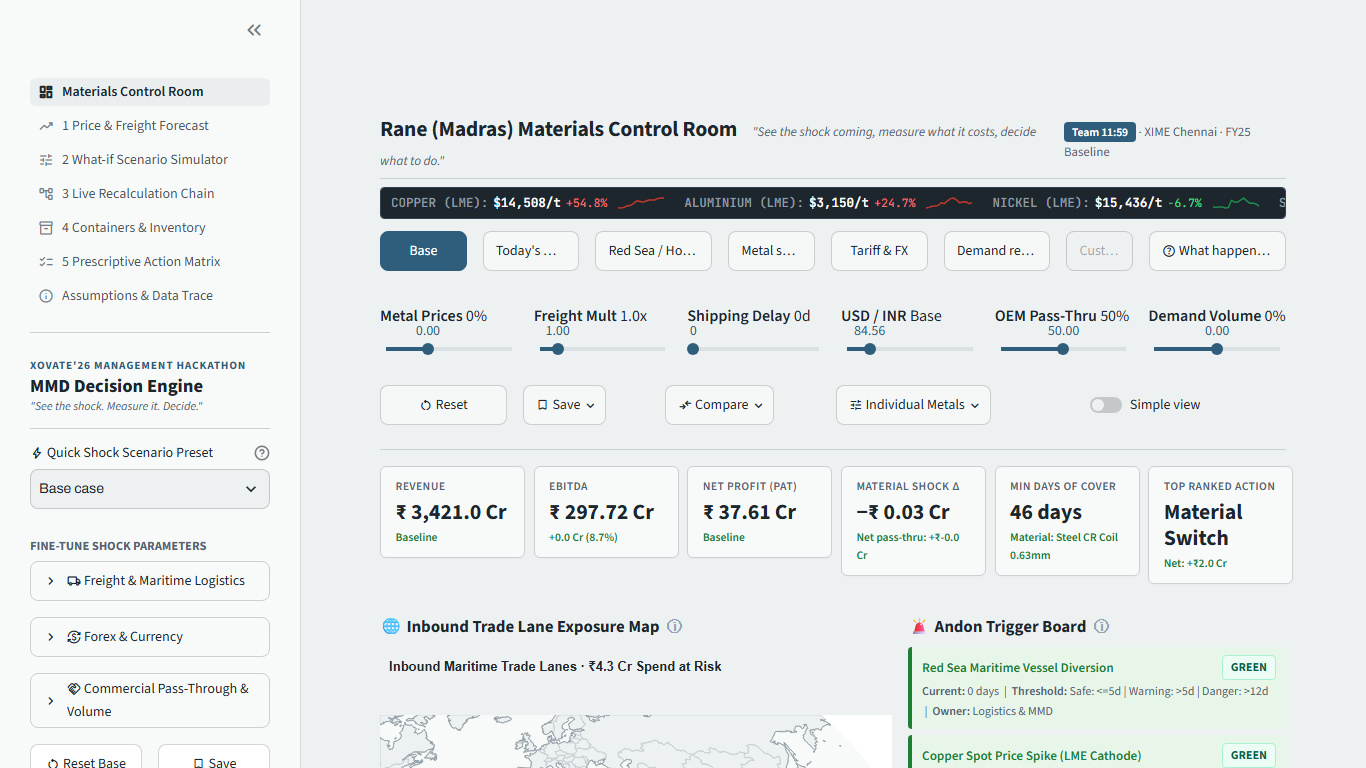 Materials Control Room
1 Price & Freight Forecast
2 What-if Scenario Simulator
3 Live Recalculation Chain
4 Containers & Inventory
5 Prescriptive Action Matrix
Assumptions & Data Trace
XOVATE'26 MANAGEMENT HACKATHON
MMD Decision Engine
"See the shock. Measure it. Decide."
Quick Shock Scenario Preset
Base case
FINE-TUNE SHOCK PARAMETERS
Freight & Maritime Logistics
Forex & Currency
Commercial Pass-Through &
Volume
Reset Base
Save
Rane (Madras) Materials Control Room "See the shock coming, measure what it costs, decide
what to do."
Team 11:59 · XIME Chennai · FY25
Baseline
COPPER (LME): $14,508/t +54.8% ALUMINIUM (LME): $3,150/t +24.7% NICKEL (LME): $15,436/t -6.7% S
Base Today's … Red Sea / Ho… Metal s… Tariff & FX Demand re… Cust… What happen…
Metal Prices 0% Freight Mult 1.0x Shipping Delay 0d USD / INR Base OEM Pass-Thru 50% Demand Volume 0%
0.00 1.00 0 84.56 50.00 0.00
Reset Save Compare Individual Metals Simple view
REVENUE
₹ 3,421.0 Cr
Baseline
EBITDA
₹ 297.72 Cr
+0.0 Cr (8.7%)
NET PROFIT (PAT)
₹ 37.61 Cr
Baseline
MATERIAL SHOCK Δ
−₹ 0.03 Cr
Net pass-thru: +₹-0.0
Cr
MIN DAYS OF COVER
46 days
Material: Steel CR Coil
0.63mm
TOP RANKED ACTION
Material
Switch
Net: +₹2.0 Cr
Inbound Trade Lane Exposure Map
Inbound Maritime Trade Lanes · ₹4.3 Cr Spend at Risk
Andon Trigger Board
Red Sea Maritime Vessel Diversion GREEN
Current: 0 days | Threshold: Safe: <=5d | Warning: >5d | Danger: >12d
| Owner: Logistics & MMD
Copper Spot Price Spike (LME Cathode) GREEN